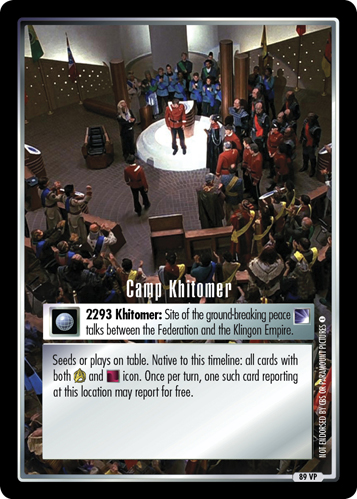 Camp Khitomer
2293 Khitomer: Site of the ground-breaking peace
talks between the Federation and the Klingon Empire.
Seeds or plays on table. Native to this timeline: all cards with
both and icon. Once per turn, one such card reporting
at this location may report for free.
NOT ENDORSED BY CBS OR PARAMOUNT PICTURES
89 VP